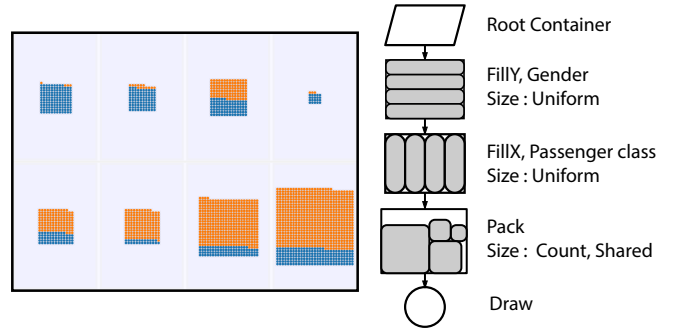 Root Container
FillY, Gender
Size : Uniform
FillX, Passenger class
Size : Uniform
Pack
Size :  Count, Shared
Draw